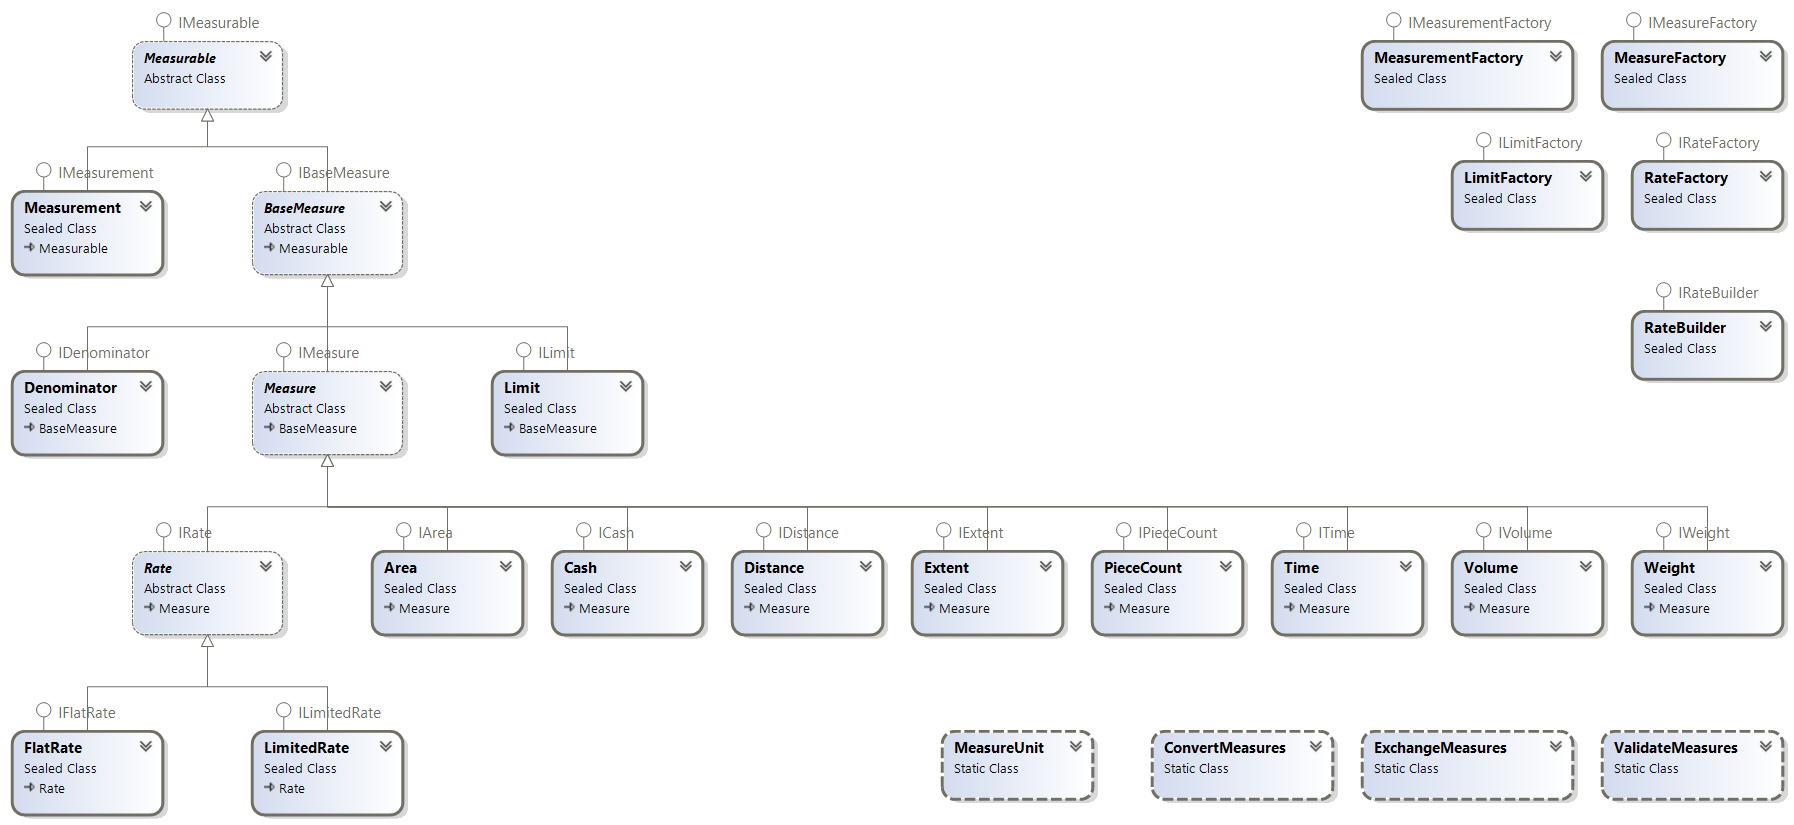 IMeasurable
Measurable
Abstract Class
IMeasurementFactory
MeasurementFactory
Sealed Class
IMeasureFactory
MeasureFactory
Sealed Class
IMeasurement
Measurement
Sealed Class
Measurable
IBaseMeasure
BaseMeasure
Abstract Class
Measurable
ILimitFactory
LimitFactory
Sealed Class
IRateFactory
RateFactory
Sealed Class
IRateBuilder
RateBuilder
Sealed Class
IDenominator
Denominator
Sealed Class
BaseMeasure
IMeasure
Measure
Abstract Class
BaseMeasure
ILimit
Limit
Sealed Class
BaseMeasure
IRate
Rate
Abstract Class
Measure
IArea
Area
Sealed Class
Measure
ICash
Cash
Sealed Class
Measure
IDistance
Distance
Sealed Class
Measure
IExtent
Extent
Sealed Class
Measure
IPieceCount
PieceCount
Sealed Class
Measure
ITime
Time
Sealed Class
Measure
IVolume
Volume
Sealed Class
Measure
IWeight
Weight
Sealed Class
Measure
IFlatRate
FlatRate
Sealed Class
Rate
ILimitedRate
LimitedRate
Sealed Class
Rate
MeasureUnit
Static Class
ConvertMeasures
Static Class
ExchangeMeasures
Static Class
ValidateMeasures
Static Class